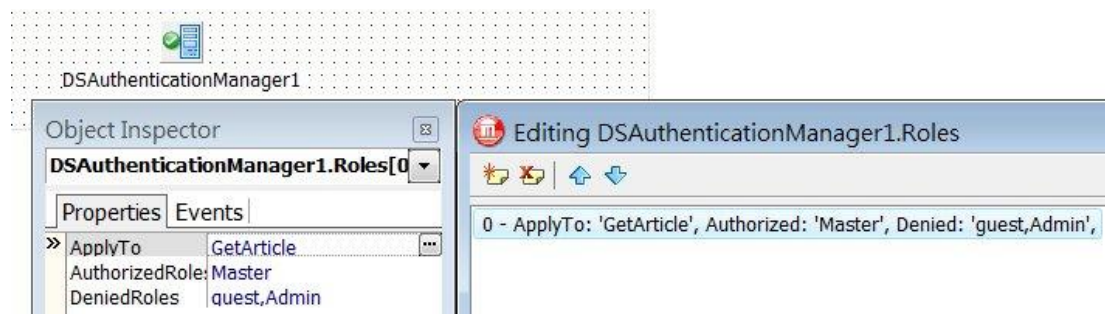 DSAuthenticationManager1
Object Inspector
DSAuthenticationManager1.Roles[0
Properties Events
» ApplyTo GetArticle ...
AuthorizedRole: Master
DeniedRoles guest,Admin
Editing DSAuthenticationManager1.Roles
0 - ApplyTo: 'GetArticle', Authorized: 'Master', Denied: 'guest,Admin',